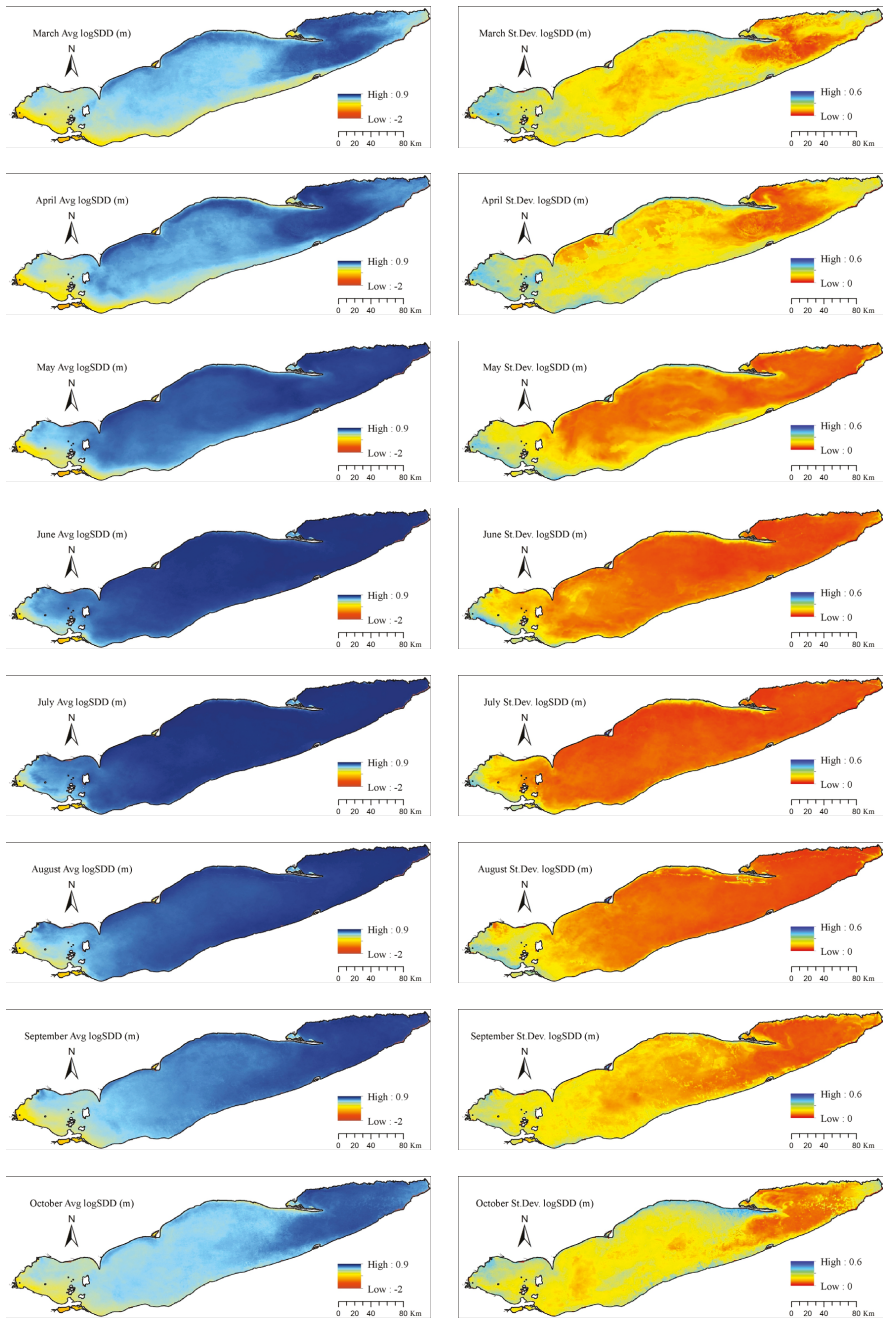 March Avg logSDD (m)
N
High : 0.9
Low : -2
0 20 40 80 Km
March St.Dev. logSDD (m)
N
High : 0.6
Low : 0
0 20 40 80 Km
April Avg logSDD (m)
N
High : 0.9
Low : -2
0 20 40 80 Km
April St.Dev. logSDD (m)
N
High : 0.6
Low : 0
0 20 40 80 Km
May Avg logSDD (m)
N
High : 0.9
Low : -2
0 20 40 80 Km
May St.Dev. logSDD (m)
N
High : 0.6
Low : 0
0 20 40 80 Km
June Avg logSDD (m)
N
High : 0.9
Low : -2
0 20 40 80 Km
June St.Dev. logSDD (m)
N
High : 0.6
Low : 0
0 20 40 80 Km
July Avg logSDD (m)
N
High : 0.9
Low : -2
0 20 40 80 Km
July St.Dev. logSDD (m)
N
High : 0.6
Low : 0
0 20 40 80 Km
August Avg logSDD (m)
N
High : 0.9
Low : -2
0 20 40 80 Km
August St.Dev. logSDD (m)
N
High : 0.6
Low : 0
0 20 40 80 Km
September Avg logSDD (m)
N
High : 0.9
Low : -2
0 20 40 80 Km
September St.Dev. logSDD (m)
N
High : 0.6
Low : 0
0 20 40 80 Km
October Avg logSDD (m)
N
High : 0.9
Low : -2
0 20 40 80 Km
October St.Dev. logSDD (m)
N
High : 0.6
Low : 0
0 20 40 80 Km